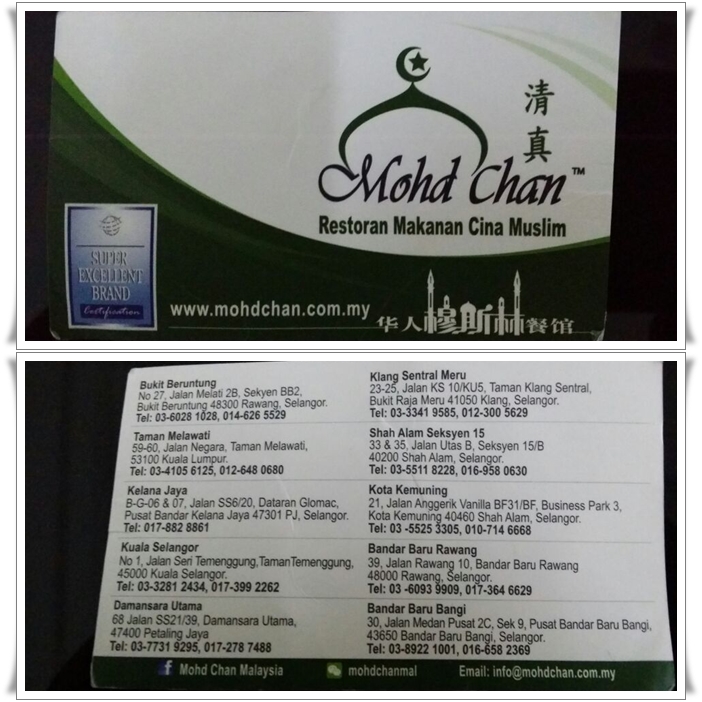 清真
Mohd Chan™
Restoran Makanan Cina Muslim
SUPER
EXCELLENT
BRAND
Certification
www.mohdchan.com.my
华人穆斯林餐馆
Bukit Beruntung
No 27, Jalan Melati 2B, Sekyen BB2,
Bukit Beruntung 48300 Rawang, Selangor.
Tel: 03-6028 1028, 014-626 5529
Taman Melawati
59-60, Jalan Negara, Taman Melawati,
53100 Kuala Lumpur.
Tel: 03-4105 6125, 012-648 0680
Kelana Jaya
B-G-06 & 07, Jalan SS6/20, Dataran Glomac,
Pusat Bandar Kelana Jaya 47301 PJ, Selangor.
Tel: 017-882 8861
Kuala Selangor
No 1, Jalan Seri Temenggung,TamanTemenggung,
45000 Kuala Selangor.
Tel: 03-3281 2434, 017-399 2262
Damansara Utama
68 Jalan SS21/39, Damansara Utama,
47400 Petaling Jaya
Tel: 03-7731 9295, 017-278 7488
Klang Sentral Meru
23-25, Jalan KS 10/KU5, Taman Klang Sentral,
Bukit Raja Meru 41050 Klang, Selangor.
Tel: 03-3341 9585, 012-300 5629
Shah Alam Seksyen 15
33 & 35, Jalan Utas B, Seksyen 15/B
40200 Shah Alam, Selangor.
Tel: 03-5511 8228, 016-958 0630
Kota Kemuning
21, Jalan Anggerik Vanilla BF31/BF, Business Park 3,
Kota Kemuning 40460 Shah Alam, Selangor.
Tel: 03 -5525 3305, 010-714 6668
Bandar Baru Rawang
39, Jalan Rawang 10, Bandar Baru Rawang
48000 Rawang, Selangor.
Tel: 03 -6093 9909, 017-364 6629
Bandar Baru Bangi
30, Jalan Medan Pusat 2C, Sek 9, Pusat Bandar Baru Bangi,
43650 Bandar Baru Bangi, Selangor.
Tel: 03-8922 1001, 016-658 2369
f Mohd Chan Malaysia mohdchanmal Email: info@mohdchan.com.my